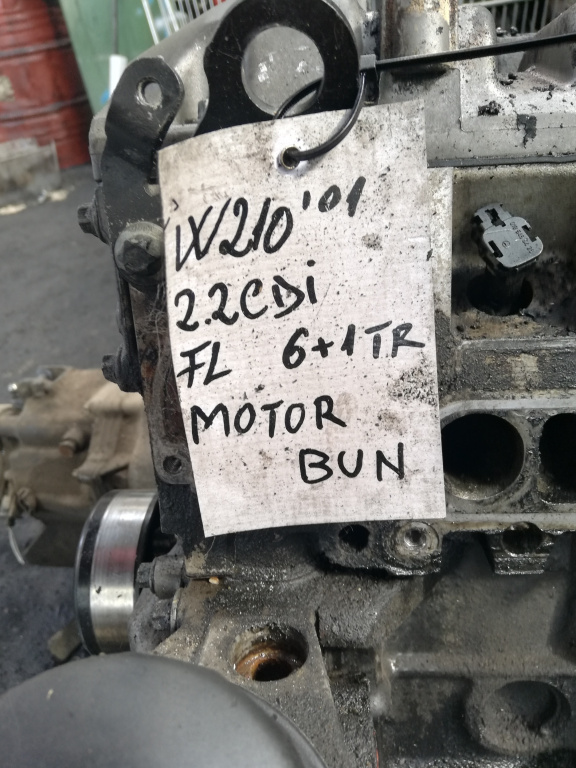 W210 '01
2.2CDi
FL 6+1TR
MOTOR
BUN